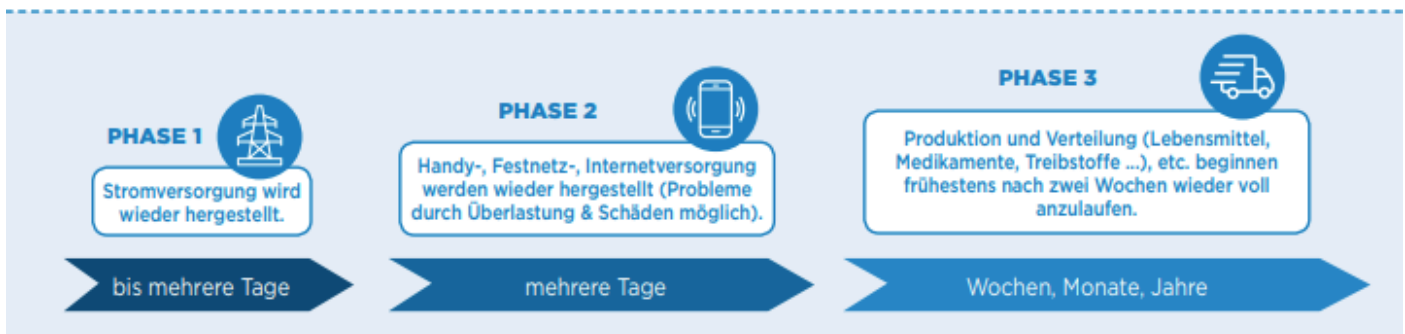 PHASE 1
Stromversorgung wird
wieder hergestellt.
bis mehrere Tage
PHASE 2
Handy-, Festnetz-, Internetversorgung
werden wieder hergestellt (Probleme
durch Überlastung & Schäden möglich).
mehrere Tage
PHASE 3
Produktion und Verteilung (Lebensmittel,
Medikamente, Treibstoffe ...), etc. beginnen
frühestens nach zwei Wochen wieder voll
anzulaufen.
Wochen, Monate, Jahre